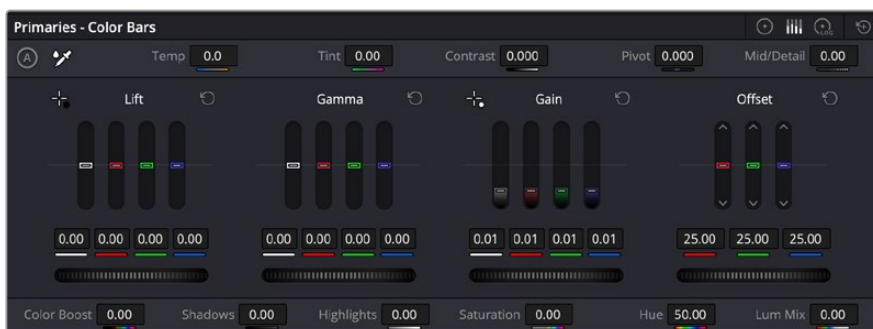 Primaries - Color Bars
LOG
A Temp 0.0 Tint 0.00 Contrast 0.000 Pivot 0.000 Mid/Detail 0.00
Lift Gamma Gain Offset
0.00 0.00 0.00 0.00 0.00 0.00 0.00 0.00 0.01 0.01 0.01 0.01 25.00 25.00 25.00
Color Boost 0.00 Shadows 0.00 Highlights 0.00 Saturation 0.00 Hue 50.00 Lum Mix 0.00